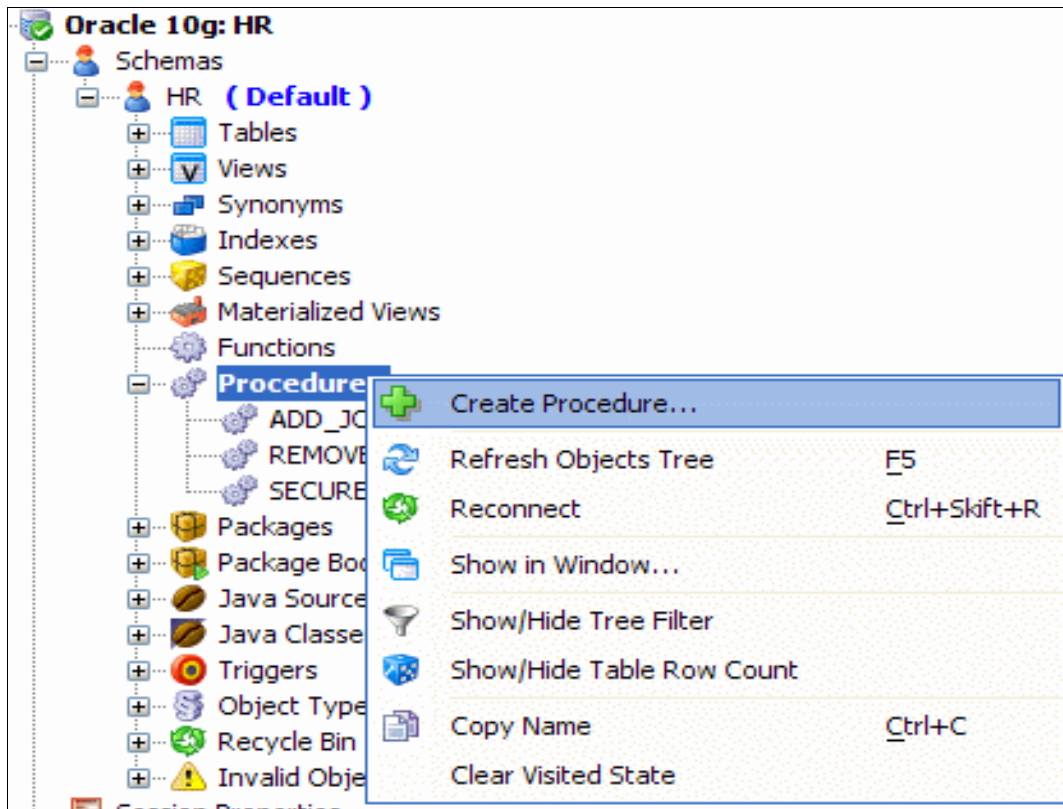 Oracle 10g: HR
Schemas
HR ( Default )
Tables
V Views
Synonyms
Indexes
Sequences
Materialized Views
Functions
Procedure
Create Procedure...
ADD_JO
Refresh Objects Tree F5
REMOVE
Reconnect Ctrl+Skift+R
SECURE
Packages
Show in Window...
Package Bod
Java Source
Show/Hide Tree Filter
Java Classe
Triggers
Show/Hide Table Row Count
Object Type
Copy Name Ctrl+C
Recycle Bin
Clear Visited State
Invalid Obje
Session Properties